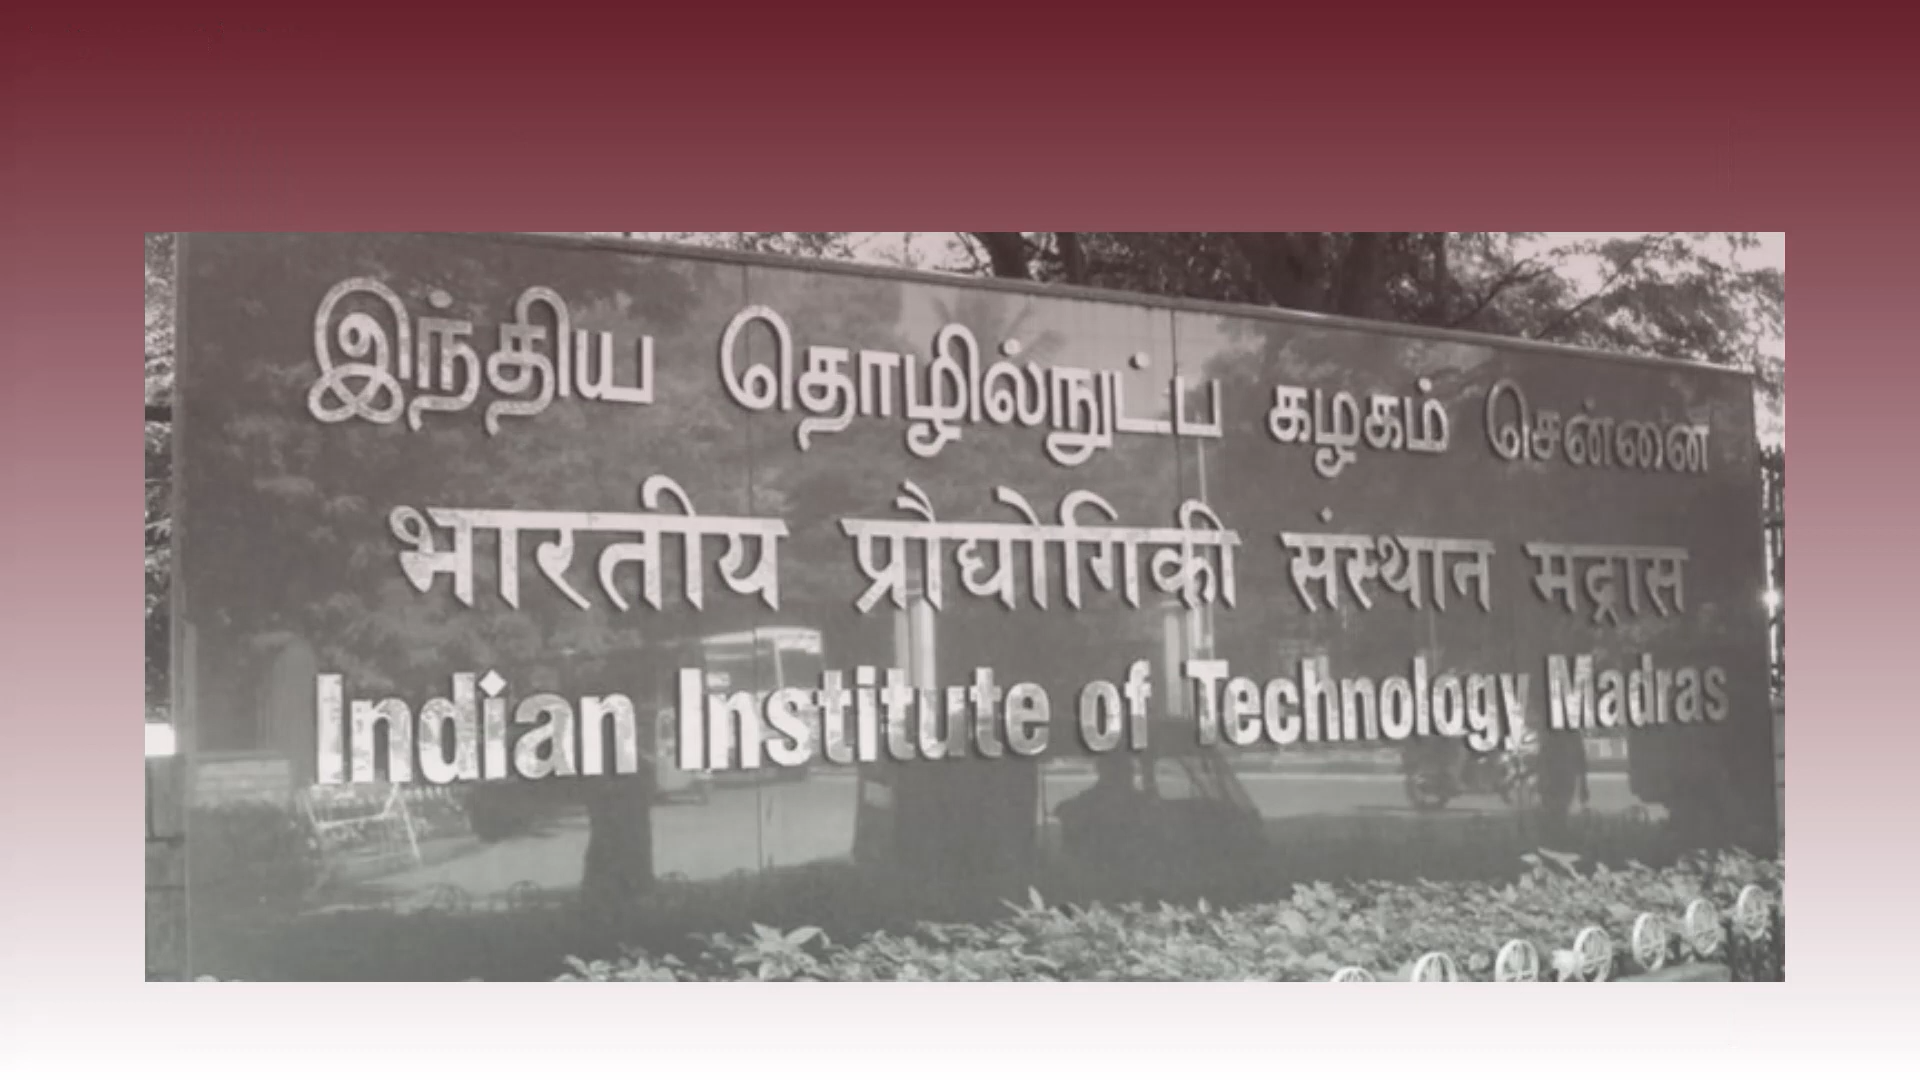 இந்திய தொழில்நுட்ப கழகம் சென்னை
भारतीय प्रौद्योगिकी संस्थान मद्रास
Indian Institute of Technology Madras